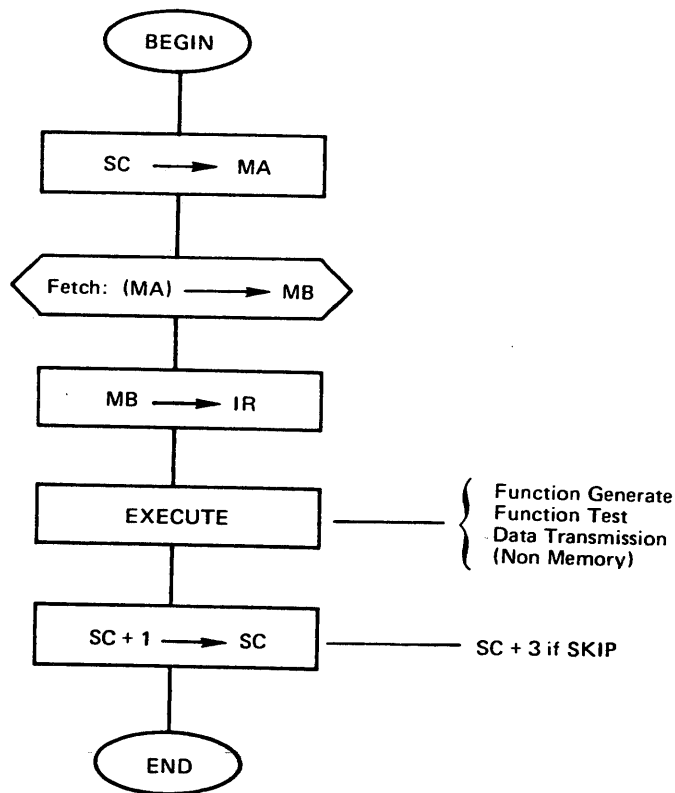 BEGIN
SC → MA
Fetch: (MA) → MB
MB → IR
EXECUTE
Function Generate
Function Test
Data Transmission
(Non Memory)
SC + 1 → SC
SC + 3 if SKIP
END